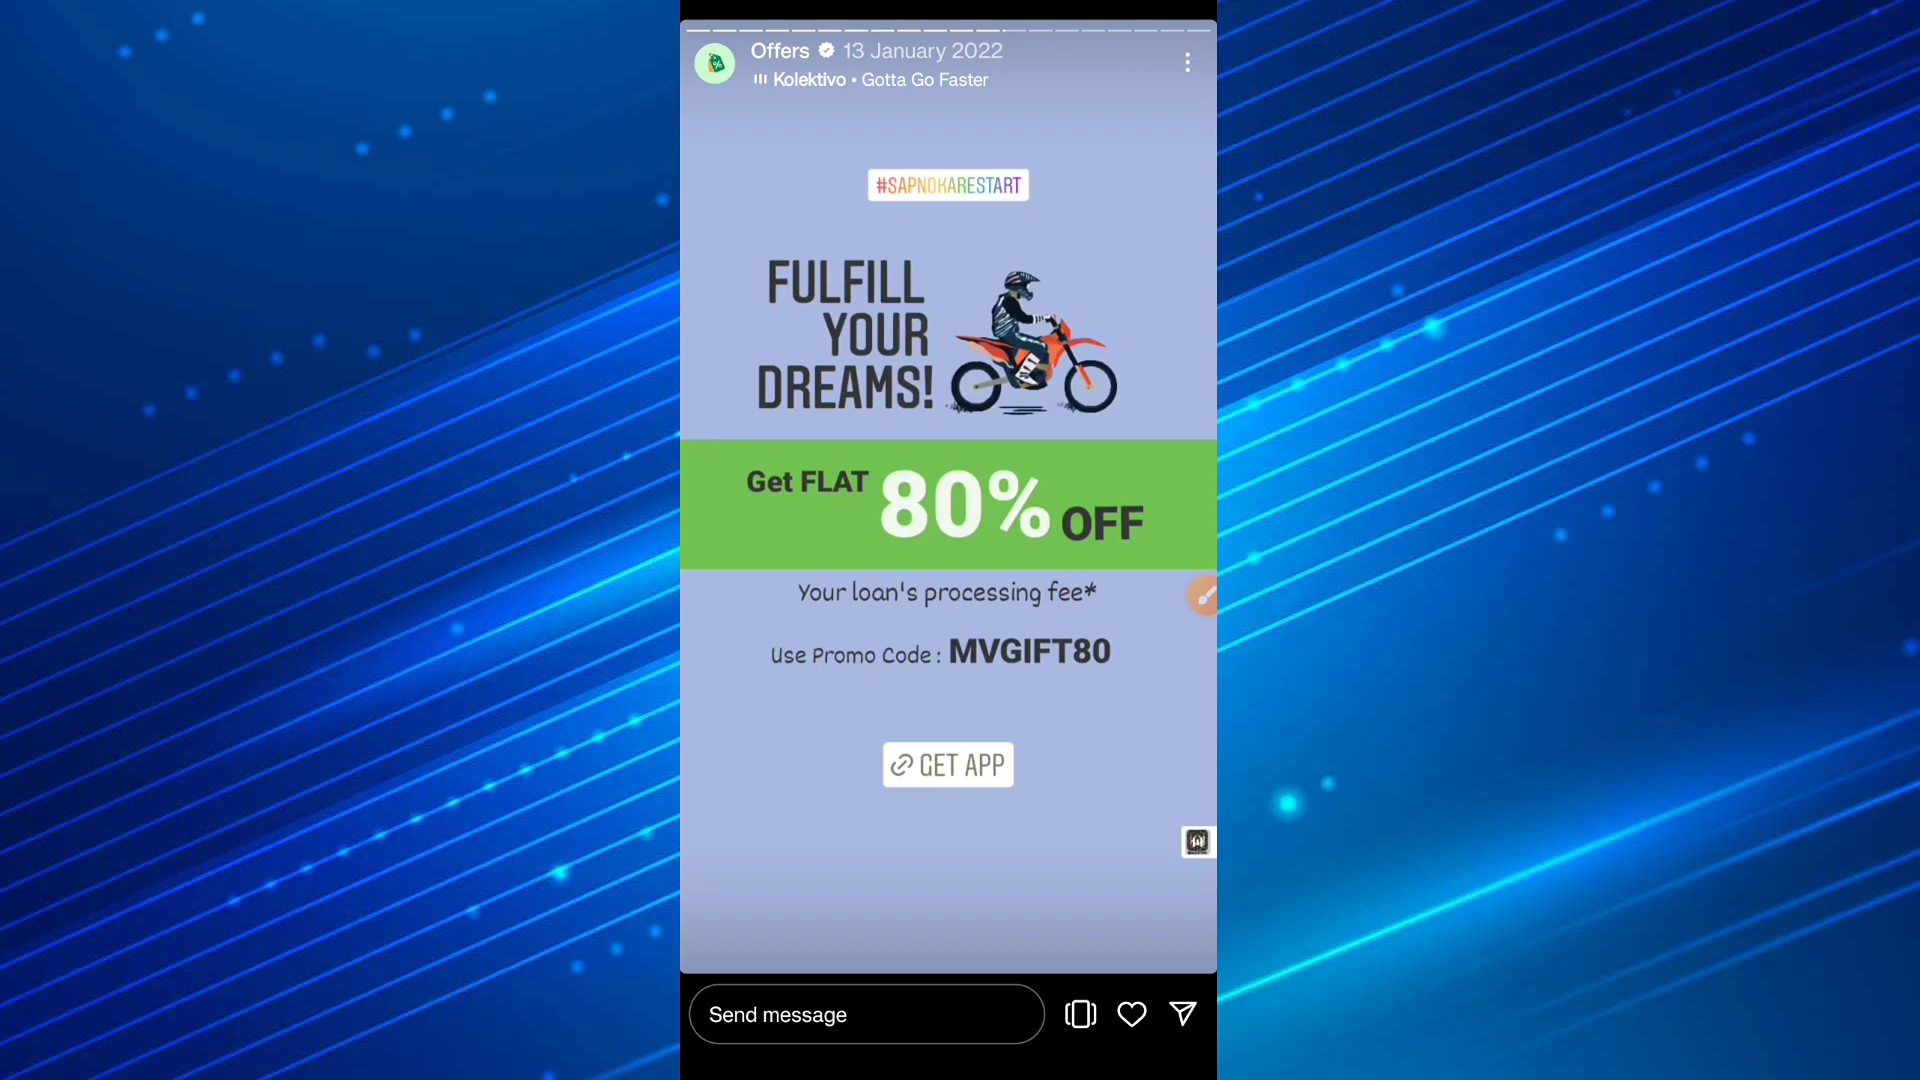 Offers 13 January 2022
Kolektivo • Gotta Go Faster
#SAPNOKARESTART
FULFILL
YOUR
DREAMS!
Get FLAT 80% OFF
Your loan's processing fee*
Use Promo Code : MVGIFT80
GET APP
Send message